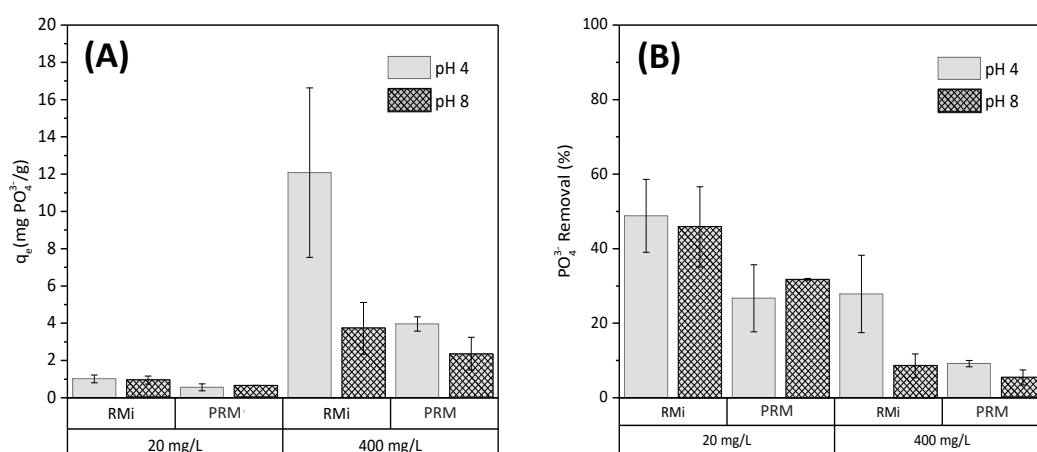 (A)
pH 4
pH 8
20
18
16
14
12
10
8
6
4
2
0
qₑ(mg PO₄³⁻/g)
RMi PRM RMi PRM
20 mg/L 400 mg/L
(B)
pH 4
pH 8
100
80
60
40
20
0
PO₄³⁻ Removal (%)
RMi PRM RMi PRM
20 mg/L 400 mg/L